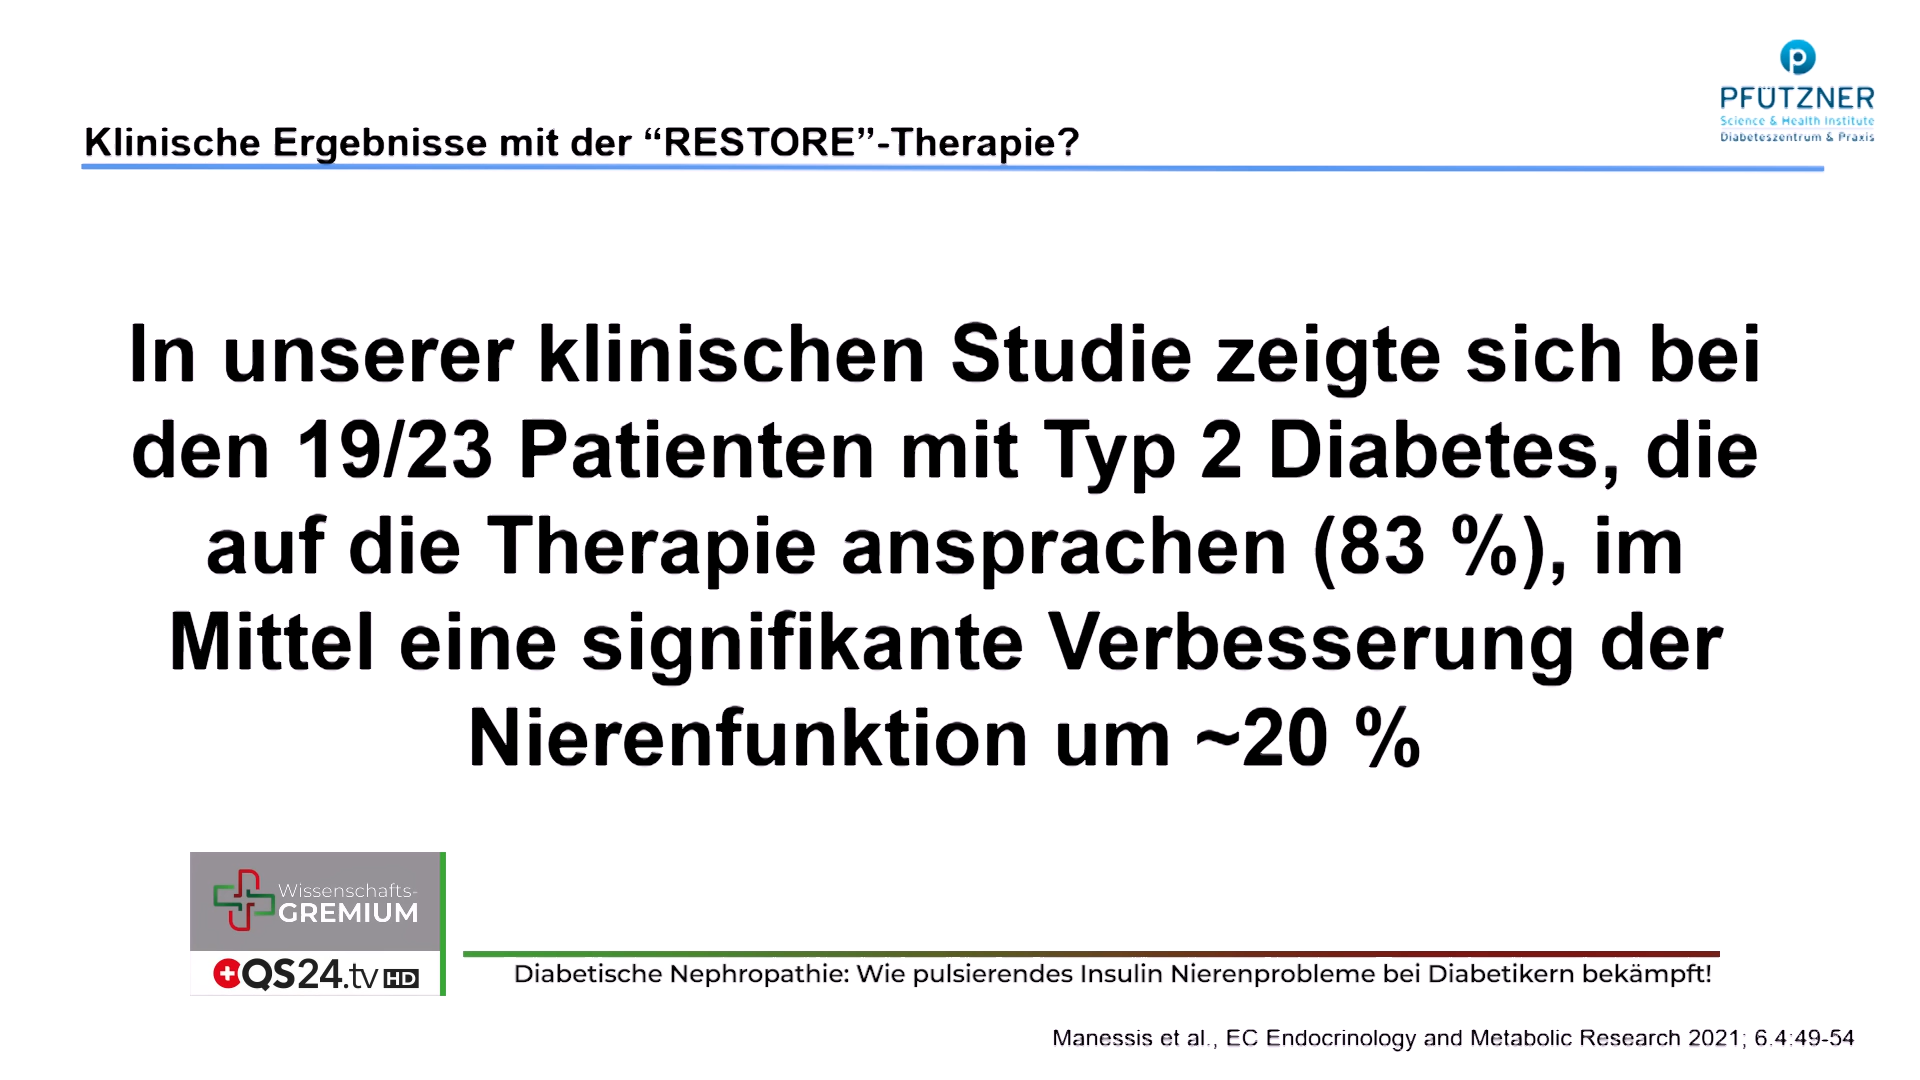 PFÜTZNER
Science & Health Institute
Diabeteszentrum & Praxis
Klinische Ergebnisse mit der “RESTORE”-Therapie?
In unserer klinischen Studie zeigte sich bei
den 19/23 Patienten mit Typ 2 Diabetes, die
auf die Therapie ansprachen (83 %), im
Mittel eine signifikante Verbesserung der
Nierenfunktion um ~20 %
Wissenschafts-
GREMIUM
QS24.tv HD
Diabetische Nephropathie: Wie pulsierendes Insulin Nierenprobleme bei Diabetikern bekämpft!
Manessis et al., EC Endocrinology and Metabolic Research 2021; 6.4:49-54